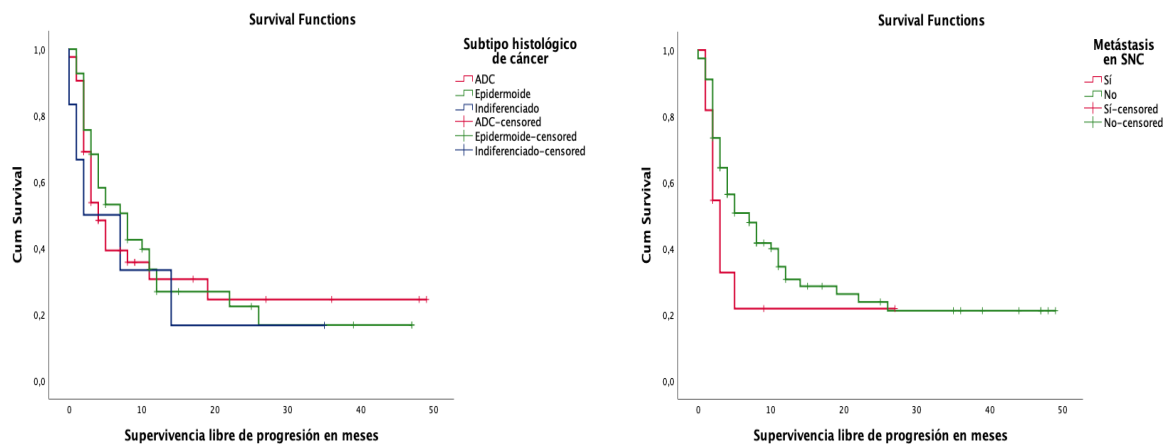 Survival Functions
Cum Survival
1,0
0,8
0,6
0,4
0,2
0,0
0
10
20
30
40
50
Supervivencia libre de progresión en meses
Subtipo histológico
de cáncer
ADC
Epidermoide
Indiferenciado
ADC-censored
Epidermoide-censored
Indiferenciado-censored
Survival Functions
Cum Survival
1,0
0,8
0,6
0,4
0,2
0,0
0
10
20
30
40
50
Supervivencia libre de progresión en meses
Metástasis
en SNC
Sí
No
Sí-censored
No-censored